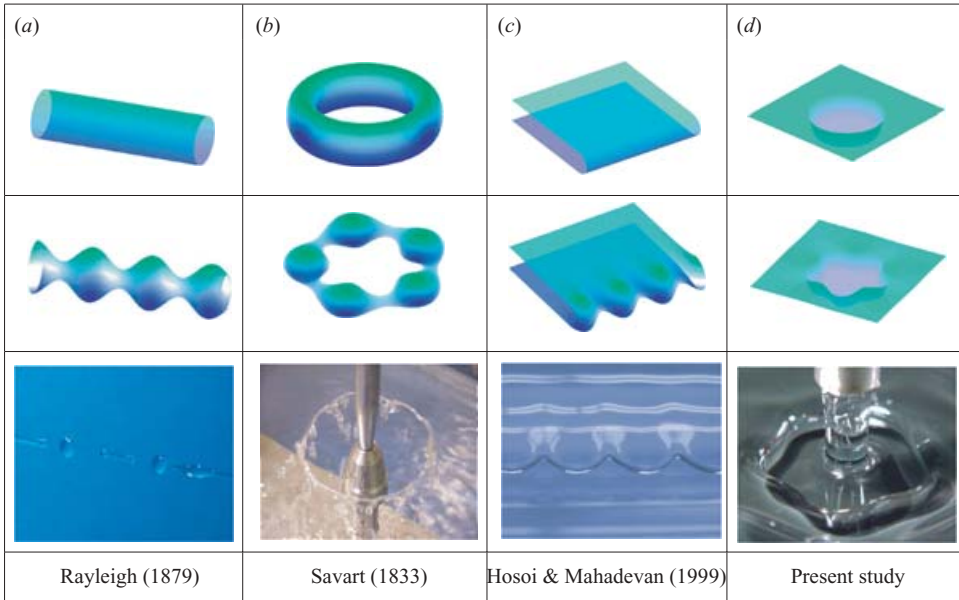 (a)
(b)
(c)
(d)
Rayleigh (1879)
Savart (1833)
Hosoi & Mahadevan (1999)
Present study